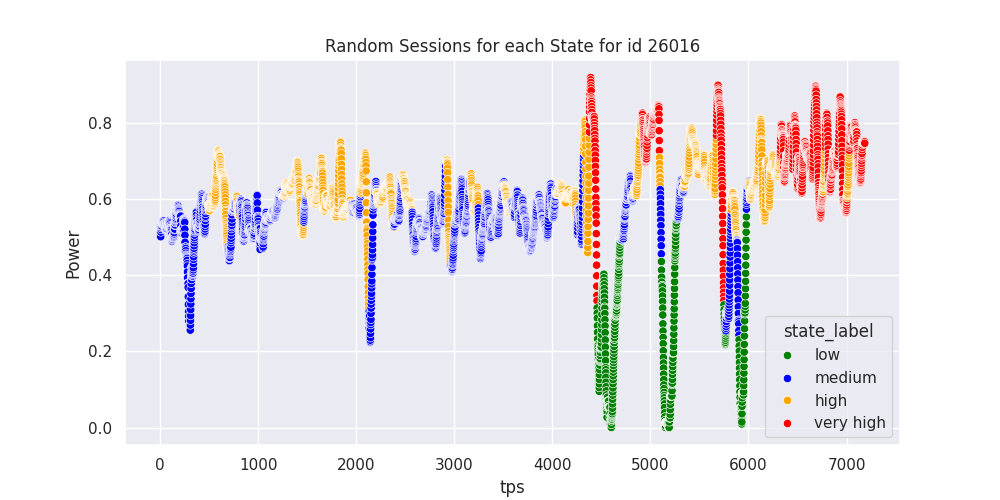 Random Sessions for each State for id 26016
Power
0.8
0.6
0.4
0.2
0.0
state_label
low
medium
high
very high
0 1000 2000 3000 4000 5000 6000 7000
tps